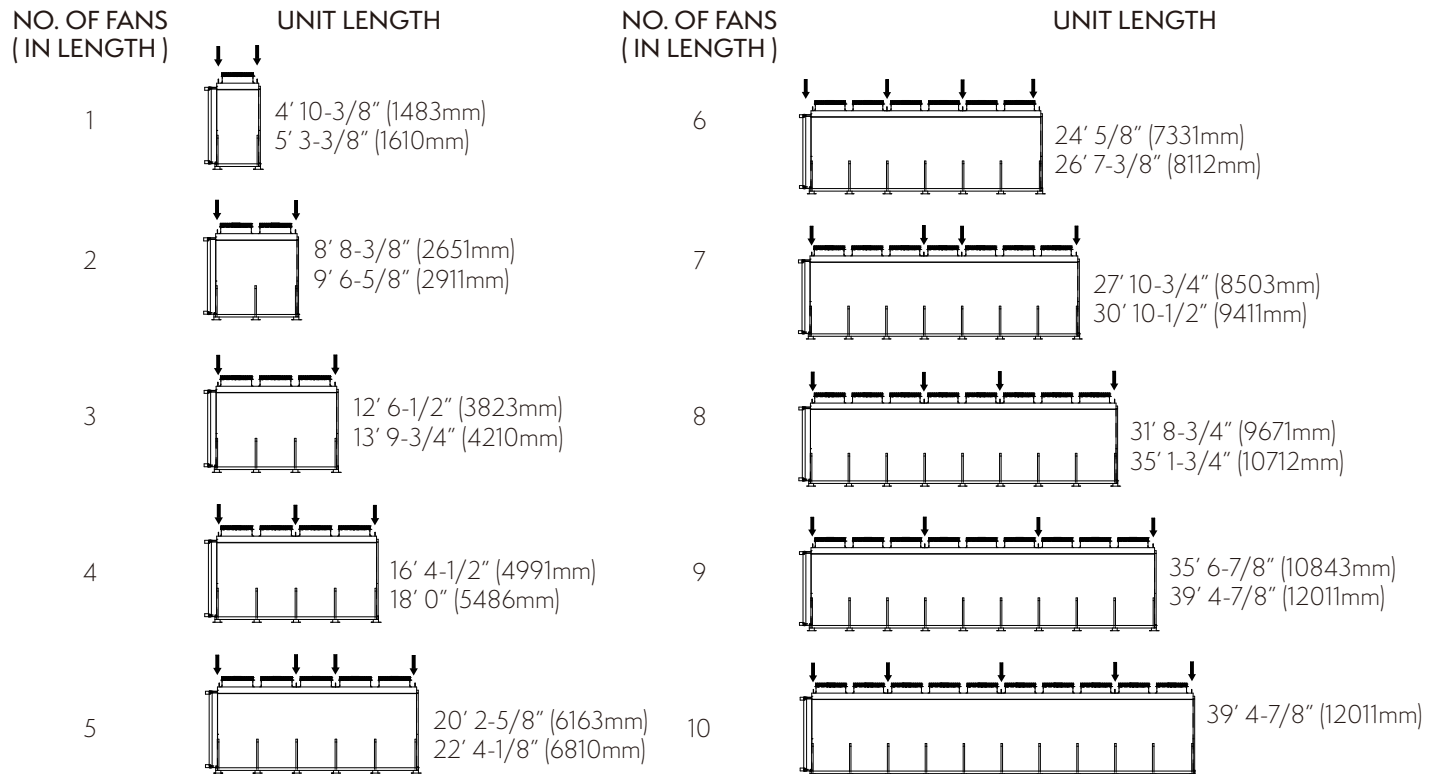 NO. OF FANS
( IN LENGTH )
UNIT LENGTH
1
4’ 10-3/8” (1483mm)
5’ 3-3/8” (1610mm)
2
8’ 8-3/8” (2651mm)
9’ 6-5/8” (2911mm)
3
12’ 6-1/2” (3823mm)
13’ 9-3/4” (4210mm)
4
16’ 4-1/2” (4991mm)
18’ 0” (5486mm)
5
20’ 2-5/8” (6163mm)
22’ 4-1/8” (6810mm)
NO. OF FANS
( IN LENGTH )
UNIT LENGTH
6
24’ 5/8” (7331mm)
26’ 7-3/8” (8112mm)
7
27’ 10-3/4” (8503mm)
30’ 10-1/2” (9411mm)
8
31’ 8-3/4” (9671mm)
35’ 1-3/4” (10712mm)
9
35’ 6-7/8” (10843mm)
39’ 4-7/8” (12011mm)
10
39’ 4-7/8” (12011mm)